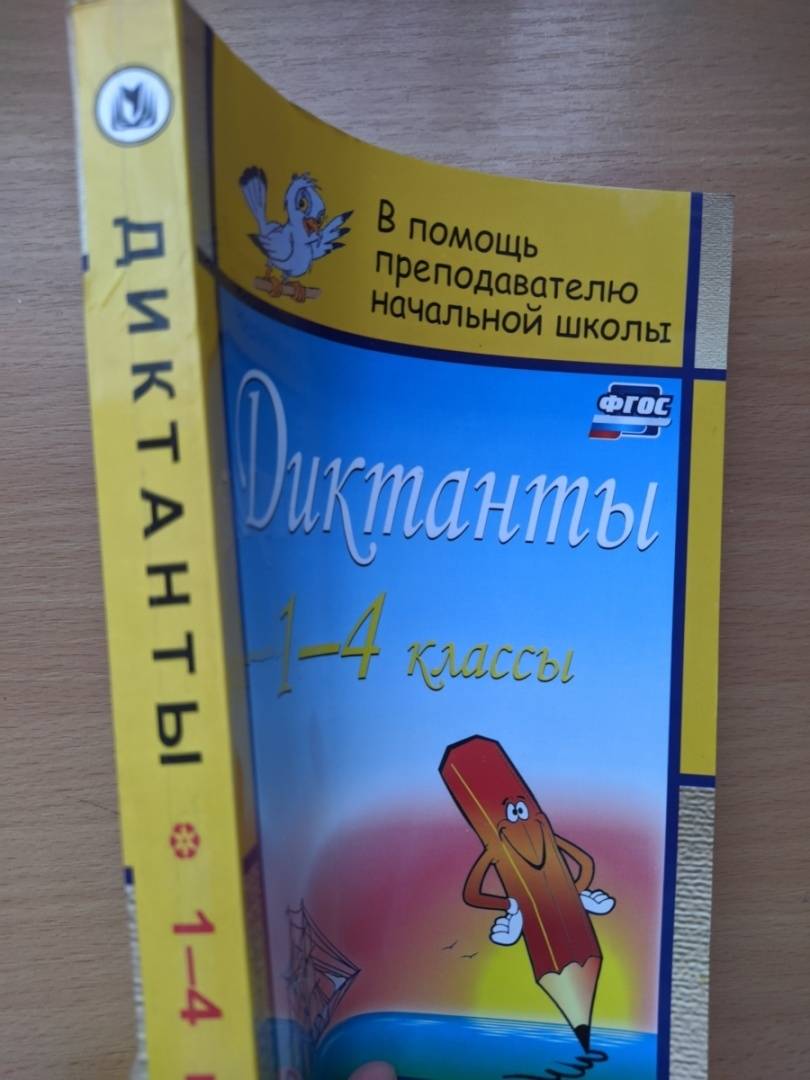 ДИКТАНТЫ 1–4
В помощь
преподавателю
начальной школы
ФГОС
Диктанты
1–4 классы